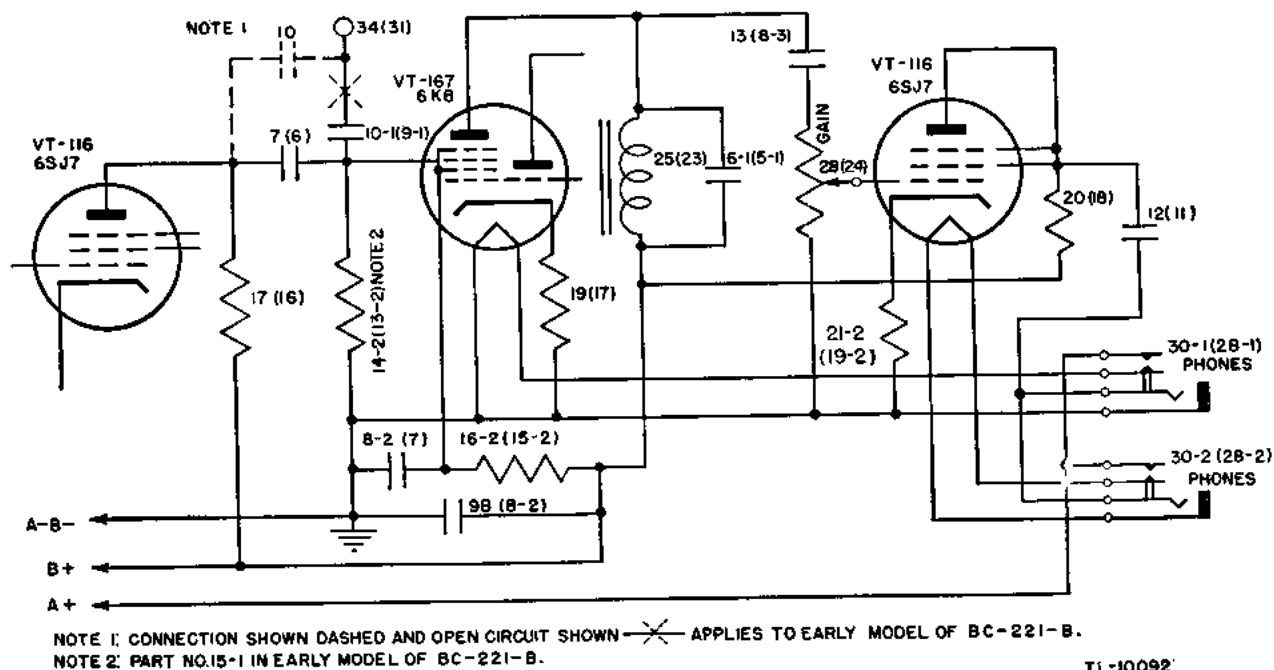 NOTE 1
10
34(31)
13(8-3)
VT-116
6SJ7
VT-167
6K8
GAIN
VT-116
6SJ7
7(6)
10-1(9-1)
25(23)
6-1(5-1)
28(24)
20(18)
12(11)
17(16)
14-2(13-2)NOTE 2
19(17)
21-2
(19-2)
30-1(28-1)
PHONES
8-2(7)
16-2(15-2)
30-2(28-2)
PHONES
9B(8-2)
A-B-
B+
A+
NOTE 1: CONNECTION SHOWN DASHED AND OPEN CIRCUIT SHOWN APPLIES TO EARLY MODEL OF BC-221-B.
NOTE 2: PART NO.15-1 IN EARLY MODEL OF BC-221-B.
TL-10092